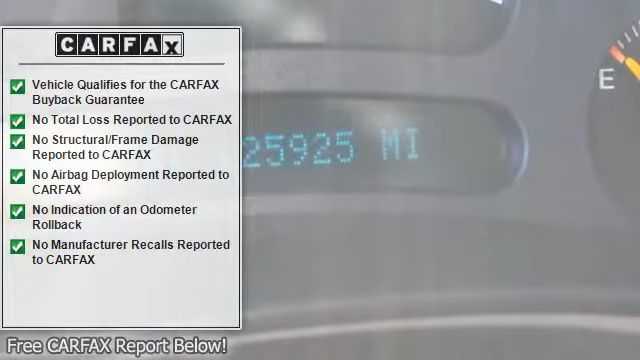 CARFAX
Vehicle Qualifies for the CARFAX
Buyback Guarantee
No Total Loss Reported to CARFAX
No Structural/Frame Damage
Reported to CARFAX
No Airbag Deployment Reported to
CARFAX
No Indication of an Odometer
Rollback
No Manufacturer Recalls Reported
to CARFAX
25925 MI
E
Free CARFAX Report Below!